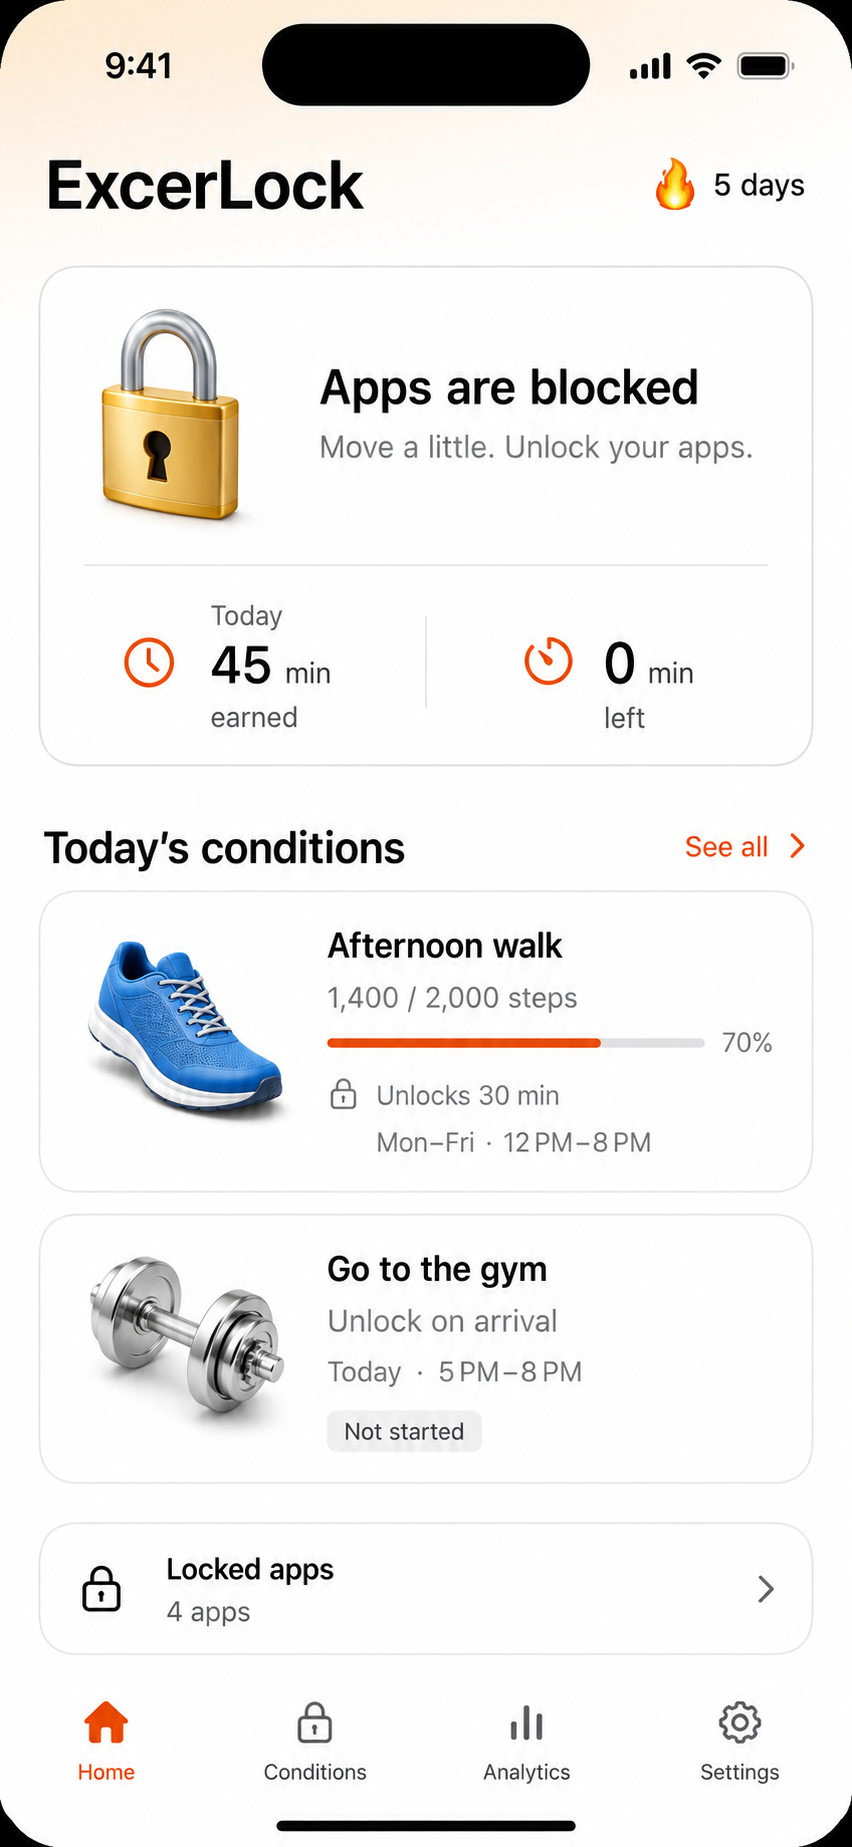 9:41
ExcerLock
5 days
Apps are blocked
Move a little. Unlock your apps.
Today
45 min
earned
0 min
left
Today's conditions
See all
Afternoon walk
1,400 / 2,000 steps
70%
Unlocks 30 min
Mon–Fri · 12 PM–8 PM
Go to the gym
Unlock on arrival
Today · 5 PM–8 PM
Not started
Locked apps
4 apps
Home
Conditions
Analytics
Settings